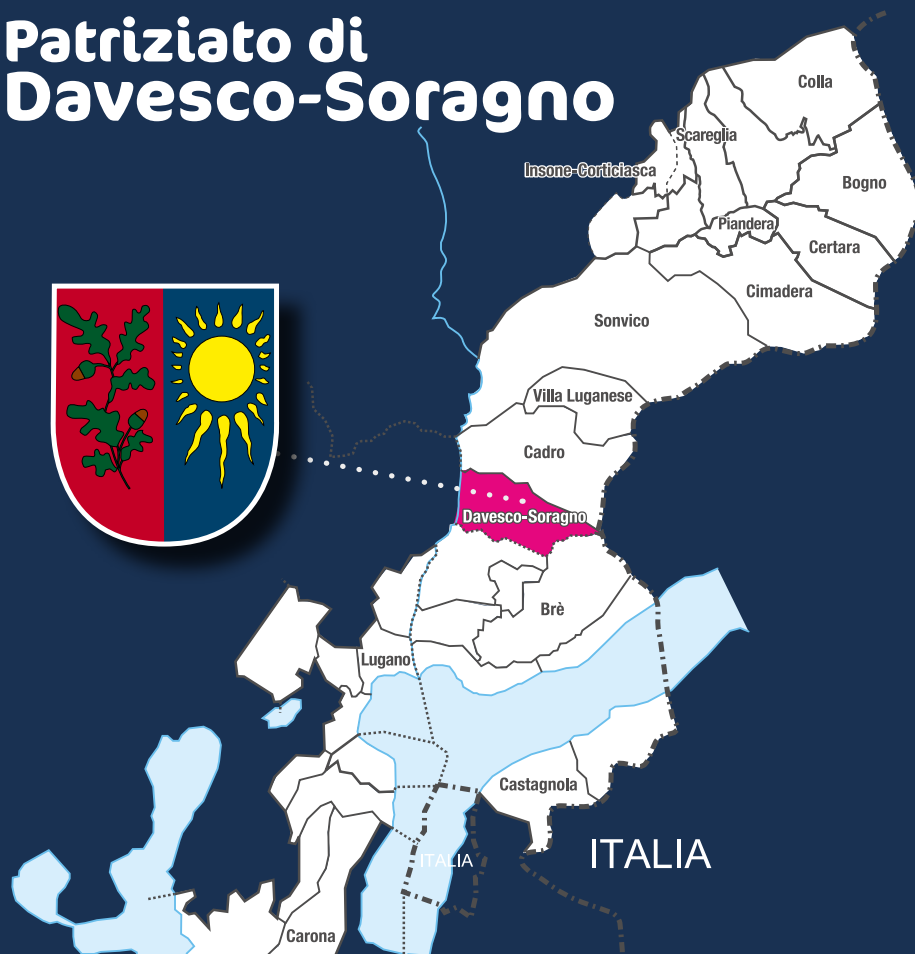 Patriziato di
Davesco-Soragno
Colla
Scareglia
Insone-Corticiasca
Bogno
Piandera
Certara
Cimadera
Sonvico
Villa Luganese
Cadro
Davesco-Soragno
Brè
Lugano
Castagnola
ITALIA
ITALIA
Carona